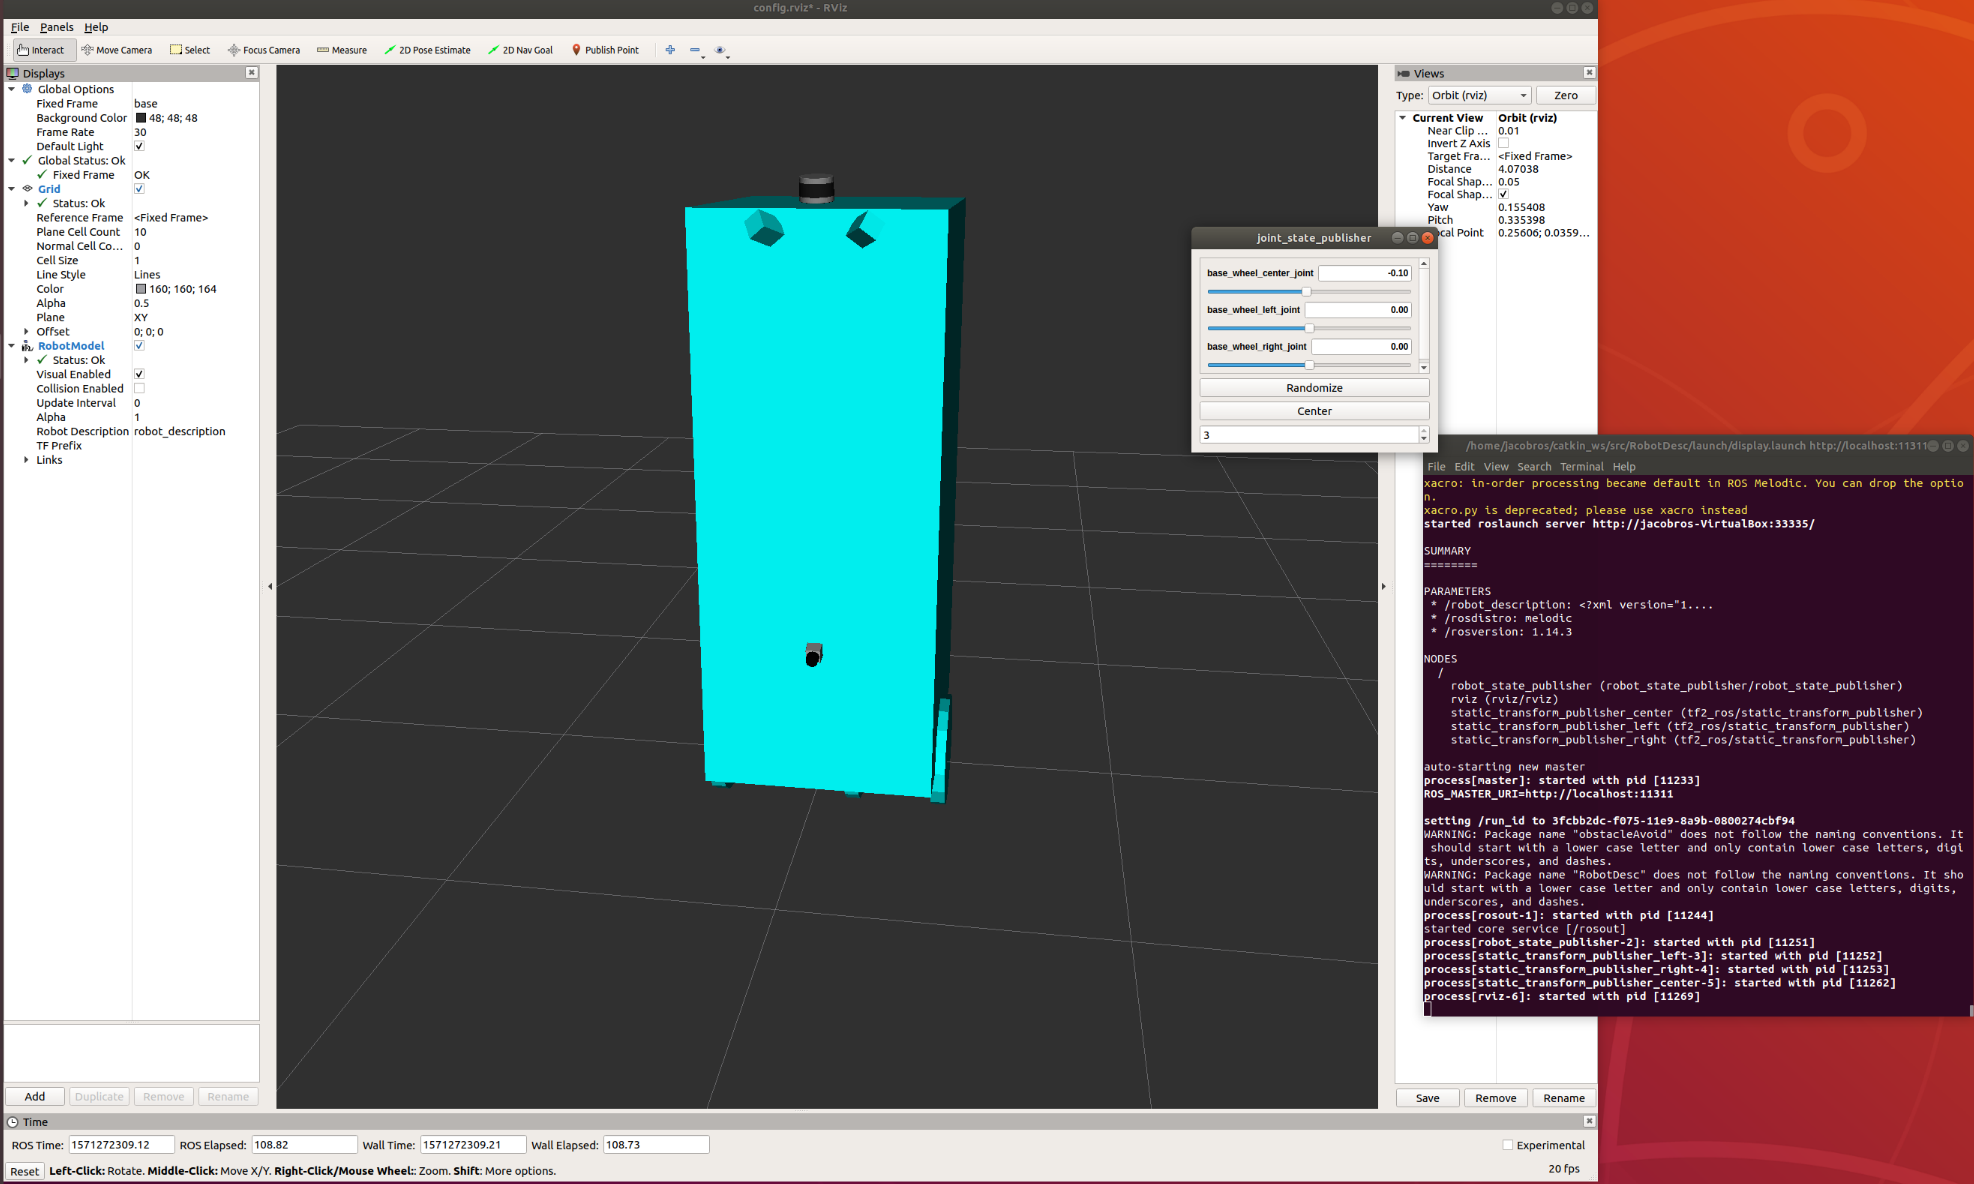 config.rviz* - RViz
File Panels Help
Interact Move Camera Select Focus Camera Measure 2D Pose Estimate 2D Nav Goal Publish Point
Displays
Global Options
Fixed Frame base
Background Color 48; 48; 48
Frame Rate 30
Default Light
Global Status: Ok
Fixed Frame OK
Grid
Status: Ok
Reference Frame <Fixed Frame>
Plane Cell Count 10
Normal Cell Co... 0
Cell Size 1
Line Style Lines
Color 160; 160; 164
Alpha 0.5
Plane XY
Offset 0; 0; 0
RobotModel
Status: Ok
Visual Enabled
Collision Enabled
Update Interval 0
Alpha 1
Robot Description robot_description
TF Prefix
Links
Add Duplicate Remove Rename
Views
Type: Orbit (rviz) Zero
Current View Orbit (rviz)
Near Clip ... 0.01
Invert Z Axis
Target Fra... <Fixed Frame>
Distance 4.07038
Focal Shap... 0.05
Focal Shap...
Yaw 0.155408
Pitch 0.335398
ocal Point 0.25606; 0.0359...
joint_state_publisher
base_wheel_center_joint -0.10
base_wheel_left_joint 0.00
base_wheel_right_joint 0.00
Randomize
Center
3
/home/jacobros/catkin_ws/src/RobotDesc/launch/display.launch http://localhost:11311
File Edit View Search Terminal Help
xacro: in-order processing became default in ROS Melodic. You can drop the optio
n.
xacro.py is deprecated; please use xacro instead
started roslaunch server http://jacobros-VirtualBox:33335/
SUMMARY
========
PARAMETERS
* /robot_description: <?xml version="1....
* /rosdistro: melodic
* /rosversion: 1.14.3
NODES
/
robot_state_publisher (robot_state_publisher/robot_state_publisher)
rviz (rviz/rviz)
static_transform_publisher_center (tf2_ros/static_transform_publisher)
static_transform_publisher_left (tf2_ros/static_transform_publisher)
static_transform_publisher_right (tf2_ros/static_transform_publisher)
auto-starting new master
process[master]: started with pid [11233]
ROS_MASTER_URI=http://localhost:11311
setting /run_id to 3fcbb2dc-f075-11e9-8a9b-0800274cbf94
WARNING: Package name "obstacleAvoid" does not follow the naming conventions. It
should start with a lower case letter and only contain lower case letters, digi
ts, underscores, and dashes.
WARNING: Package name "RobotDesc" does not follow the naming conventions. It sho
uld start with a lower case letter and only contain lower case letters, digits,
underscores, and dashes.
process[rosout-1]: started with pid [11244]
started core service [/rosout]
process[robot_state_publisher-2]: started with pid [11251]
process[static_transform_publisher_left-3]: started with pid [11252]
process[static_transform_publisher_right-4]: started with pid [11253]
process[static_transform_publisher_center-5]: started with pid [11262]
process[rviz-6]: started with pid [11269]
Save Remove Rename
Time
ROS Time: 1571272309.12 ROS Elapsed: 108.82 Wall Time: 1571272309.21 Wall Elapsed: 108.73 Experimental
Reset Left-Click: Rotate. Middle-Click: Move X/Y. Right-Click/Mouse Wheel:: Zoom. Shift: More options. 20 fps